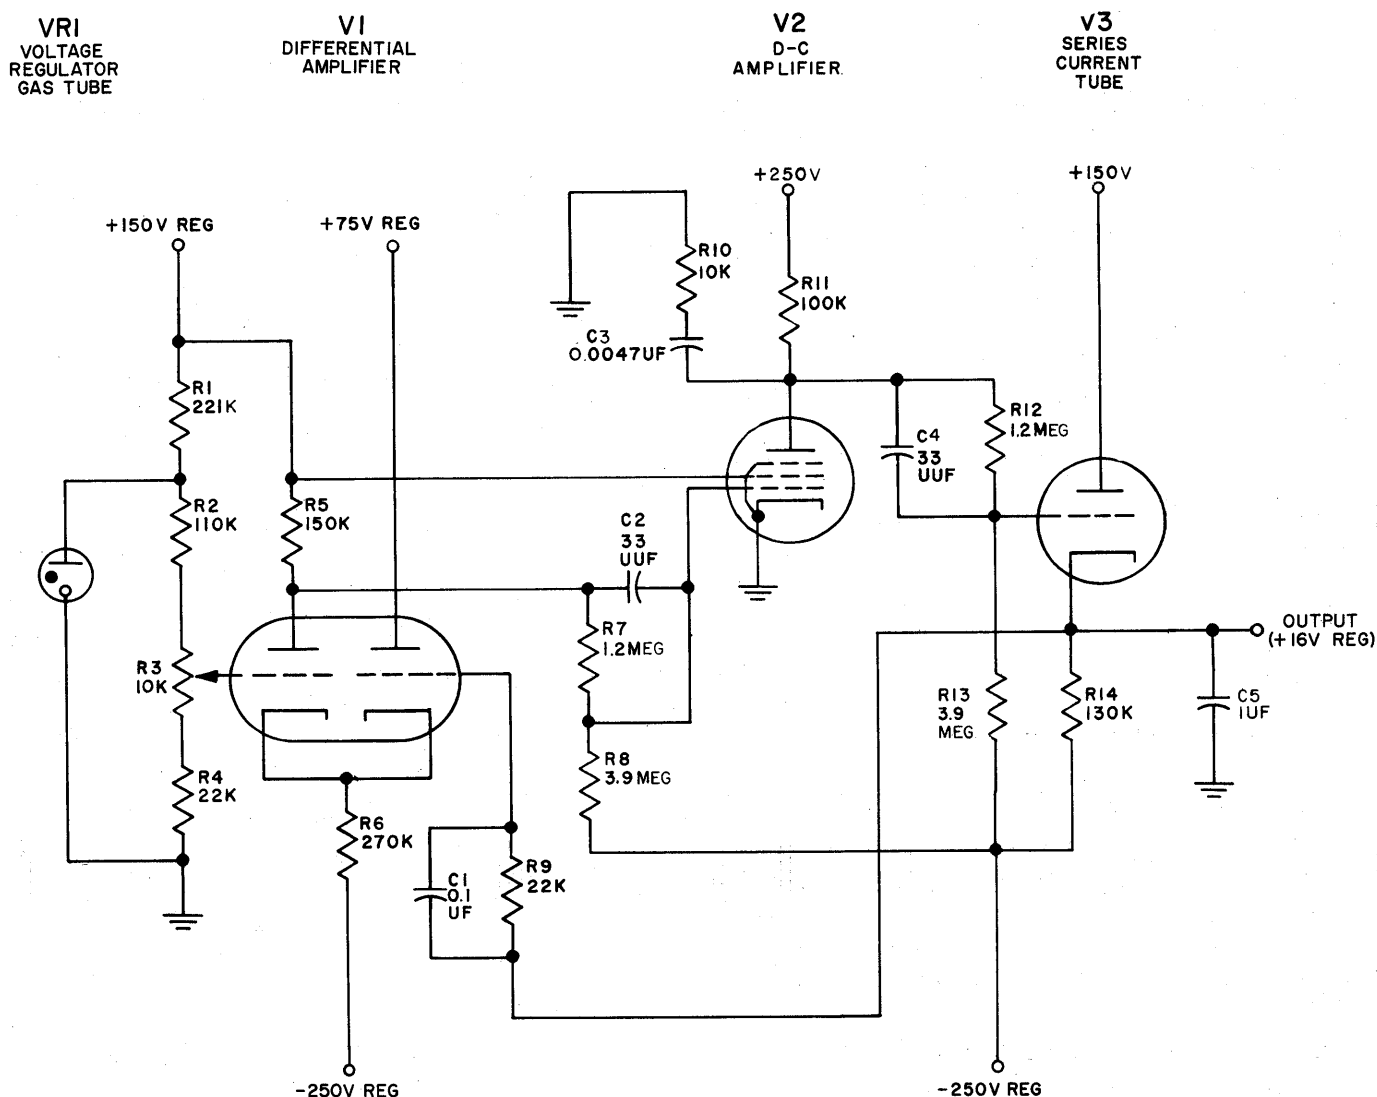 VR1
VOLTAGE
REGULATOR
GAS TUBE
V1
DIFFERENTIAL
AMPLIFIER
V2
D-C
AMPLIFIER
V3
SERIES
CURRENT
TUBE
+150V REG
+75V REG
+250V
+150V
R1
221K
R2
110K
R3
10K
R4
22K
R5
150K
R6
270K
C1
0.1
UF
R9
22K
C2
33
UUF
R7
1.2MEG
R8
3.9MEG
R10
10K
C3
0.0047UF
R11
100K
C4
33
UUF
R12
1.2MEG
R13
3.9
MEG
R14
130K
C5
1UF
OUTPUT
(+16V REG)
-250V REG
-250V REG